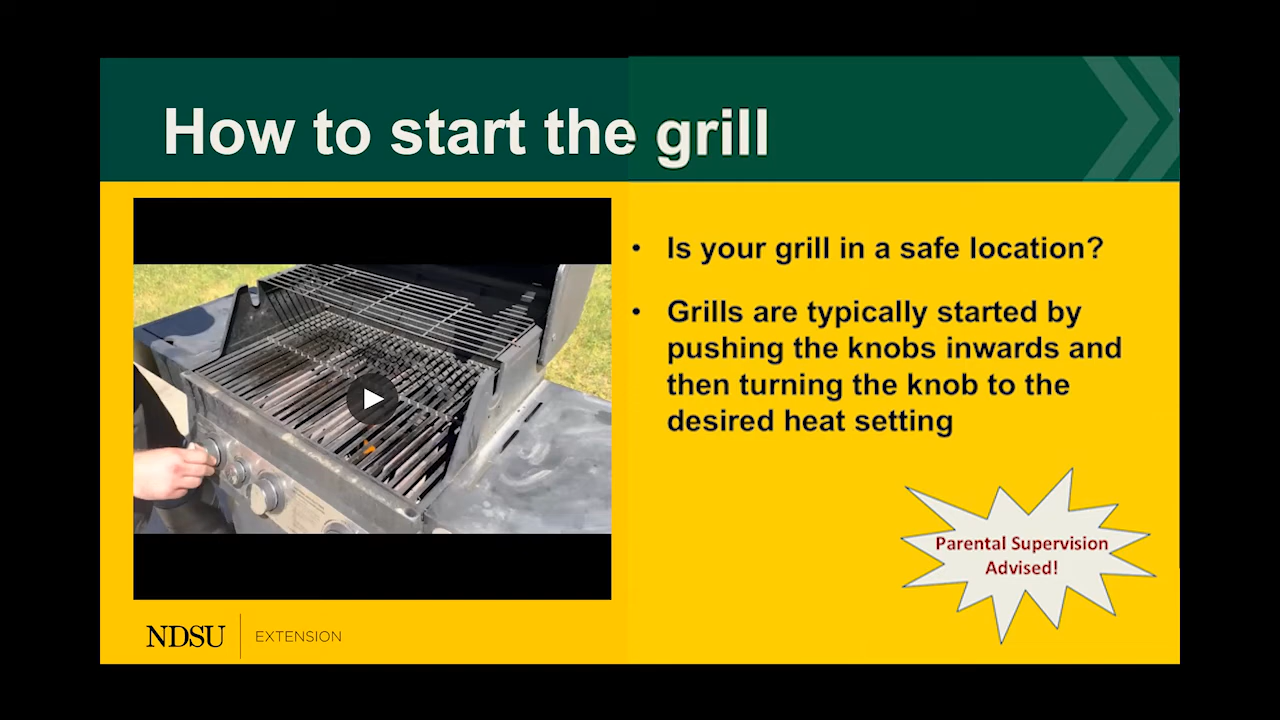 How to start the grill
• Is your grill in a safe location?
• Grills are typically started by
pushing the knobs inwards and
then turning the knob to the
desired heat setting
Parental Supervision
Advised!
NDSU EXTENSION